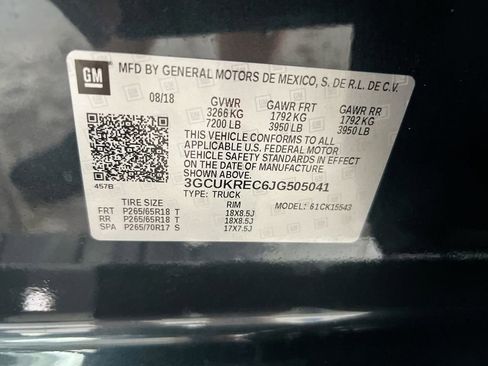 GM MFD BY GENERAL MOTORS DE MEXICO, S. DE R.L. DE C.V.
08/18 GVWR GAWR FRT GAWR RR
3266 KG 1792 KG 1792 KG
7200 LB 3950 LB 3950 LB
THIS VEHICLE CONFORMS TO ALL
APPLICABLE U.S. FEDERAL MOTOR
VEHICLE SAFETY STANDARDS IN
EFFECT ON THE DATE OF MANUFACTURE
SHOWN ABOVE.
457B 3GCUKREC6JG505041
TYPE: TRUCK MODEL: 61CK15543
TIRE SIZE RIM
FRT P265/65R18 T 18X8.5J
RR P265/65R18 T 18X8.5J
SPA P265/70R17 S 17X7.5J